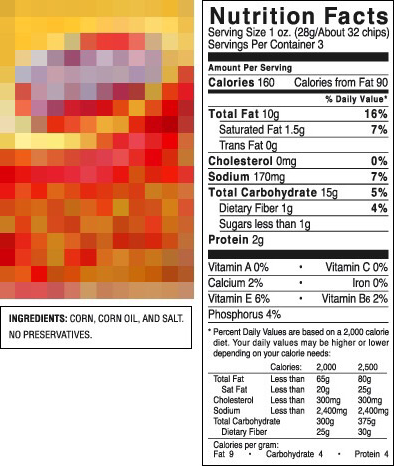 Nutrition Facts
Serving Size 1 oz. (28g/About 32 chips)
Servings Per Container 3
Amount Per Serving
Calories 160 Calories from Fat 90
% Daily Value*
Total Fat 10g 16%
Saturated Fat 1.5g 7%
Trans Fat 0g
Cholesterol 0mg 0%
Sodium 170mg 7%
Total Carbohydrate 15g 5%
Dietary Fiber 1g 4%
Sugars less than 1g
Protein 2g
Vitamin A 0% • Vitamin C 0%
Calcium 2% • Iron 0%
Vitamin E 6% • Vitamin B6 2%
Phosphorus 4%
* Percent Daily Values are based on a 2,000 calorie
diet. Your daily values may be higher or lower
depending on your calorie needs:
Calories: 2,000 2,500
Total Fat Less than 65g 80g
Sat Fat Less than 20g 25g
Cholesterol Less than 300mg 300mg
Sodium Less than 2,400mg 2,400mg
Total Carbohydrate 300g 375g
Dietary Fiber 25g 30g
Calories per gram:
Fat 9 • Carbohydrate 4 • Protein 4
INGREDIENTS: CORN, CORN OIL, AND SALT.
NO PRESERVATIVES.